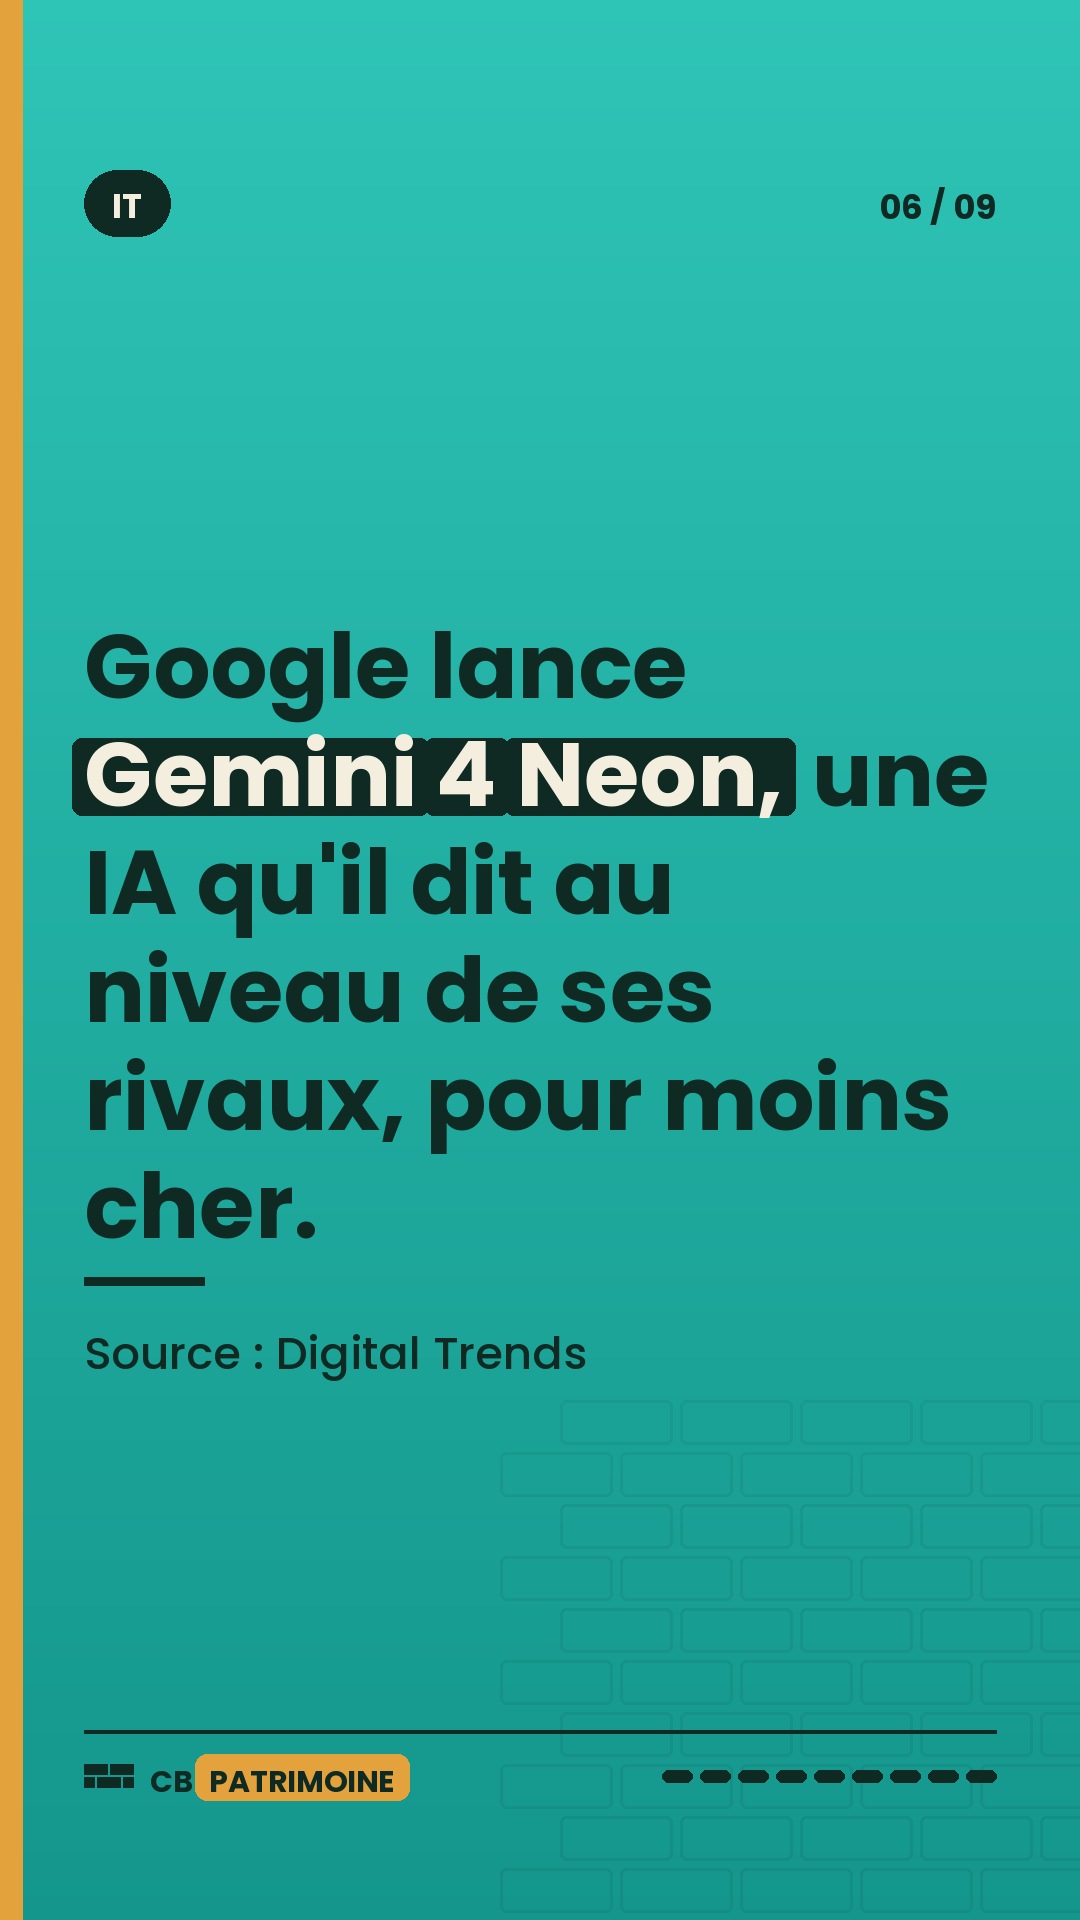 IT
06 / 09
Google lance
Gemini 4 Neon, une
IA qu'il dit au
niveau de ses
rivaux, pour moins
cher.
Source : Digital Trends
CB PATRIMOINE